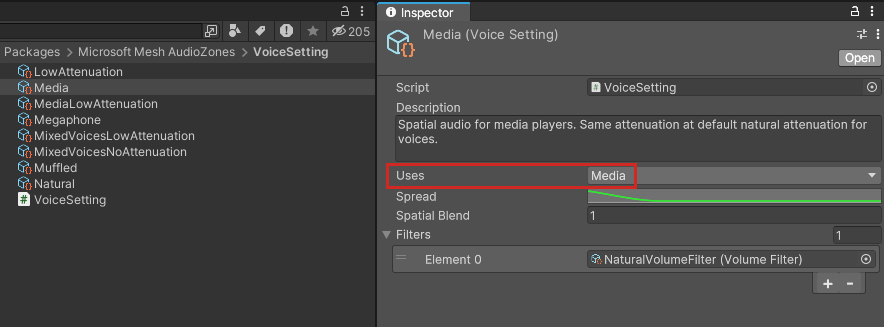 205
Packages > Microsoft Mesh AudioZones > VoiceSetting
LowAttenuation
Media
MediaLowAttenuation
Megaphone
MixedVoicesLowAttenuation
MixedVoicesNoAttenuation
Muffled
Natural
VoiceSetting
Inspector
Media (Voice Setting)
Open
Script VoiceSetting
Description
Spatial audio for media players. Same attenuation at default natural attenuation for
voices.
Uses Media
Spread
Spatial Blend 1
Filters 1
Element 0 NaturalVolumeFilter (Volume Filter)
+ -